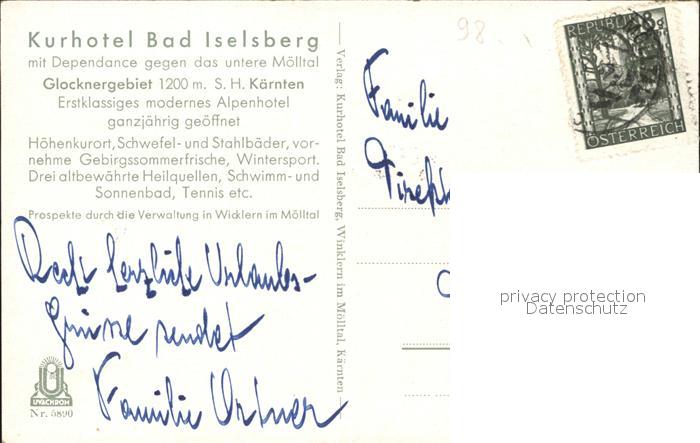 Kurhotel Bad Iselsberg
mit Dependance gegen das untere Mölltal
Glocknergebiet 1200 m. S. H. Kärnten
Erstklassiges modernes Alpenhotel
ganzjährig geöffnet
Höhenkurort, Schwefel- und Stahlbäder, vor-
nehme Gebirgssommerfrische, Wintersport.
Drei altbewährte Heilquellen, Schwimm- und
Sonnenbad, Tennis etc.
Prospekte durch die Verwaltung in Wicklern im Mölltal
Recht herzliche Urlaubs-
Grüsse sendet
Familie Ortner
UVACHROM
Nr. 5890
Verlag: Kurhotel Bad Iselsberg, Winklern im Mölltal, Kärnten
98
Familie
REPUBLIK
8g
ÖSTERREICH
privacy protection
Datenschutz